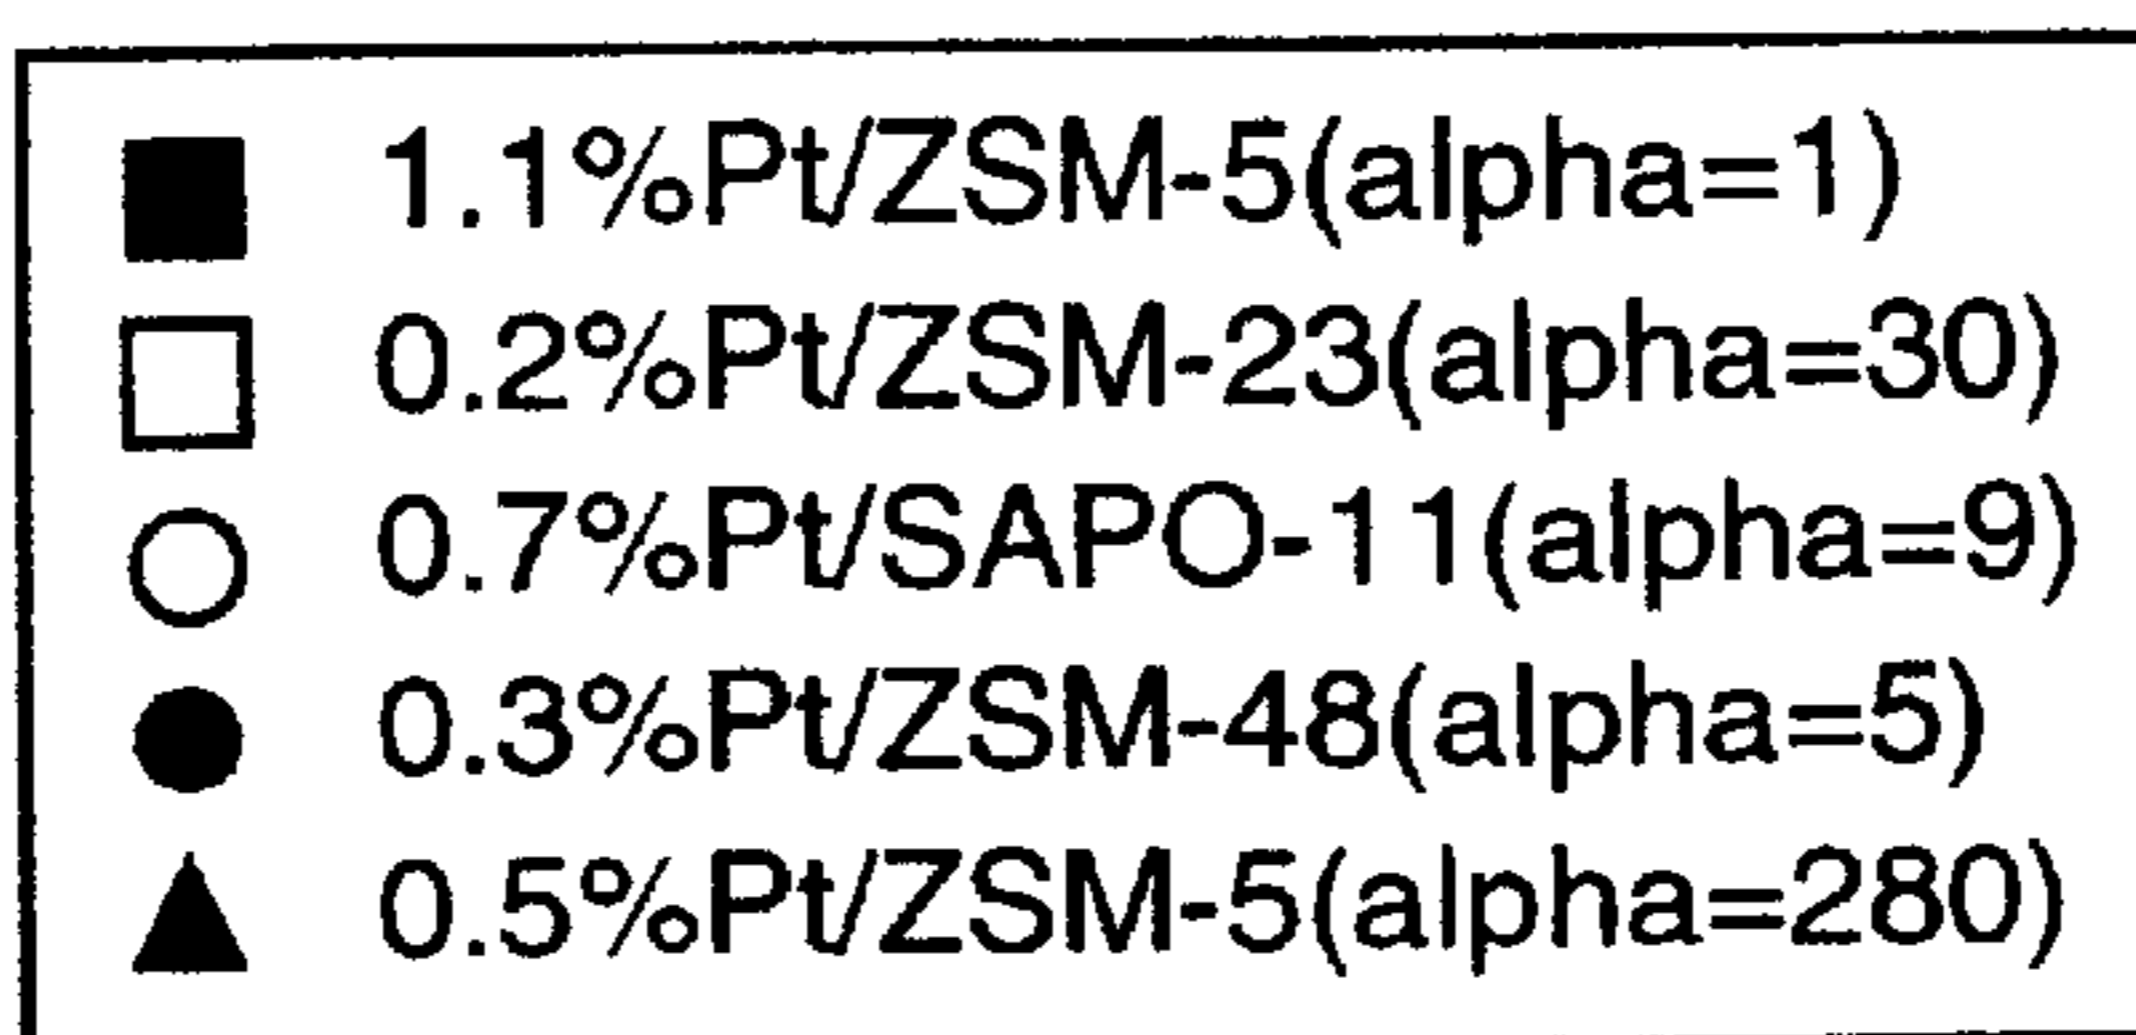 1.1%Pt/ZSM-5(alpha=1)
0.2%Pt/ZSM-23(alpha=30)
0.7%Pt/SAPO-11(alpha=9)
0.3%Pt/ZSM-48(alpha=5)
0.5%Pt/ZSM-5(alpha=280)